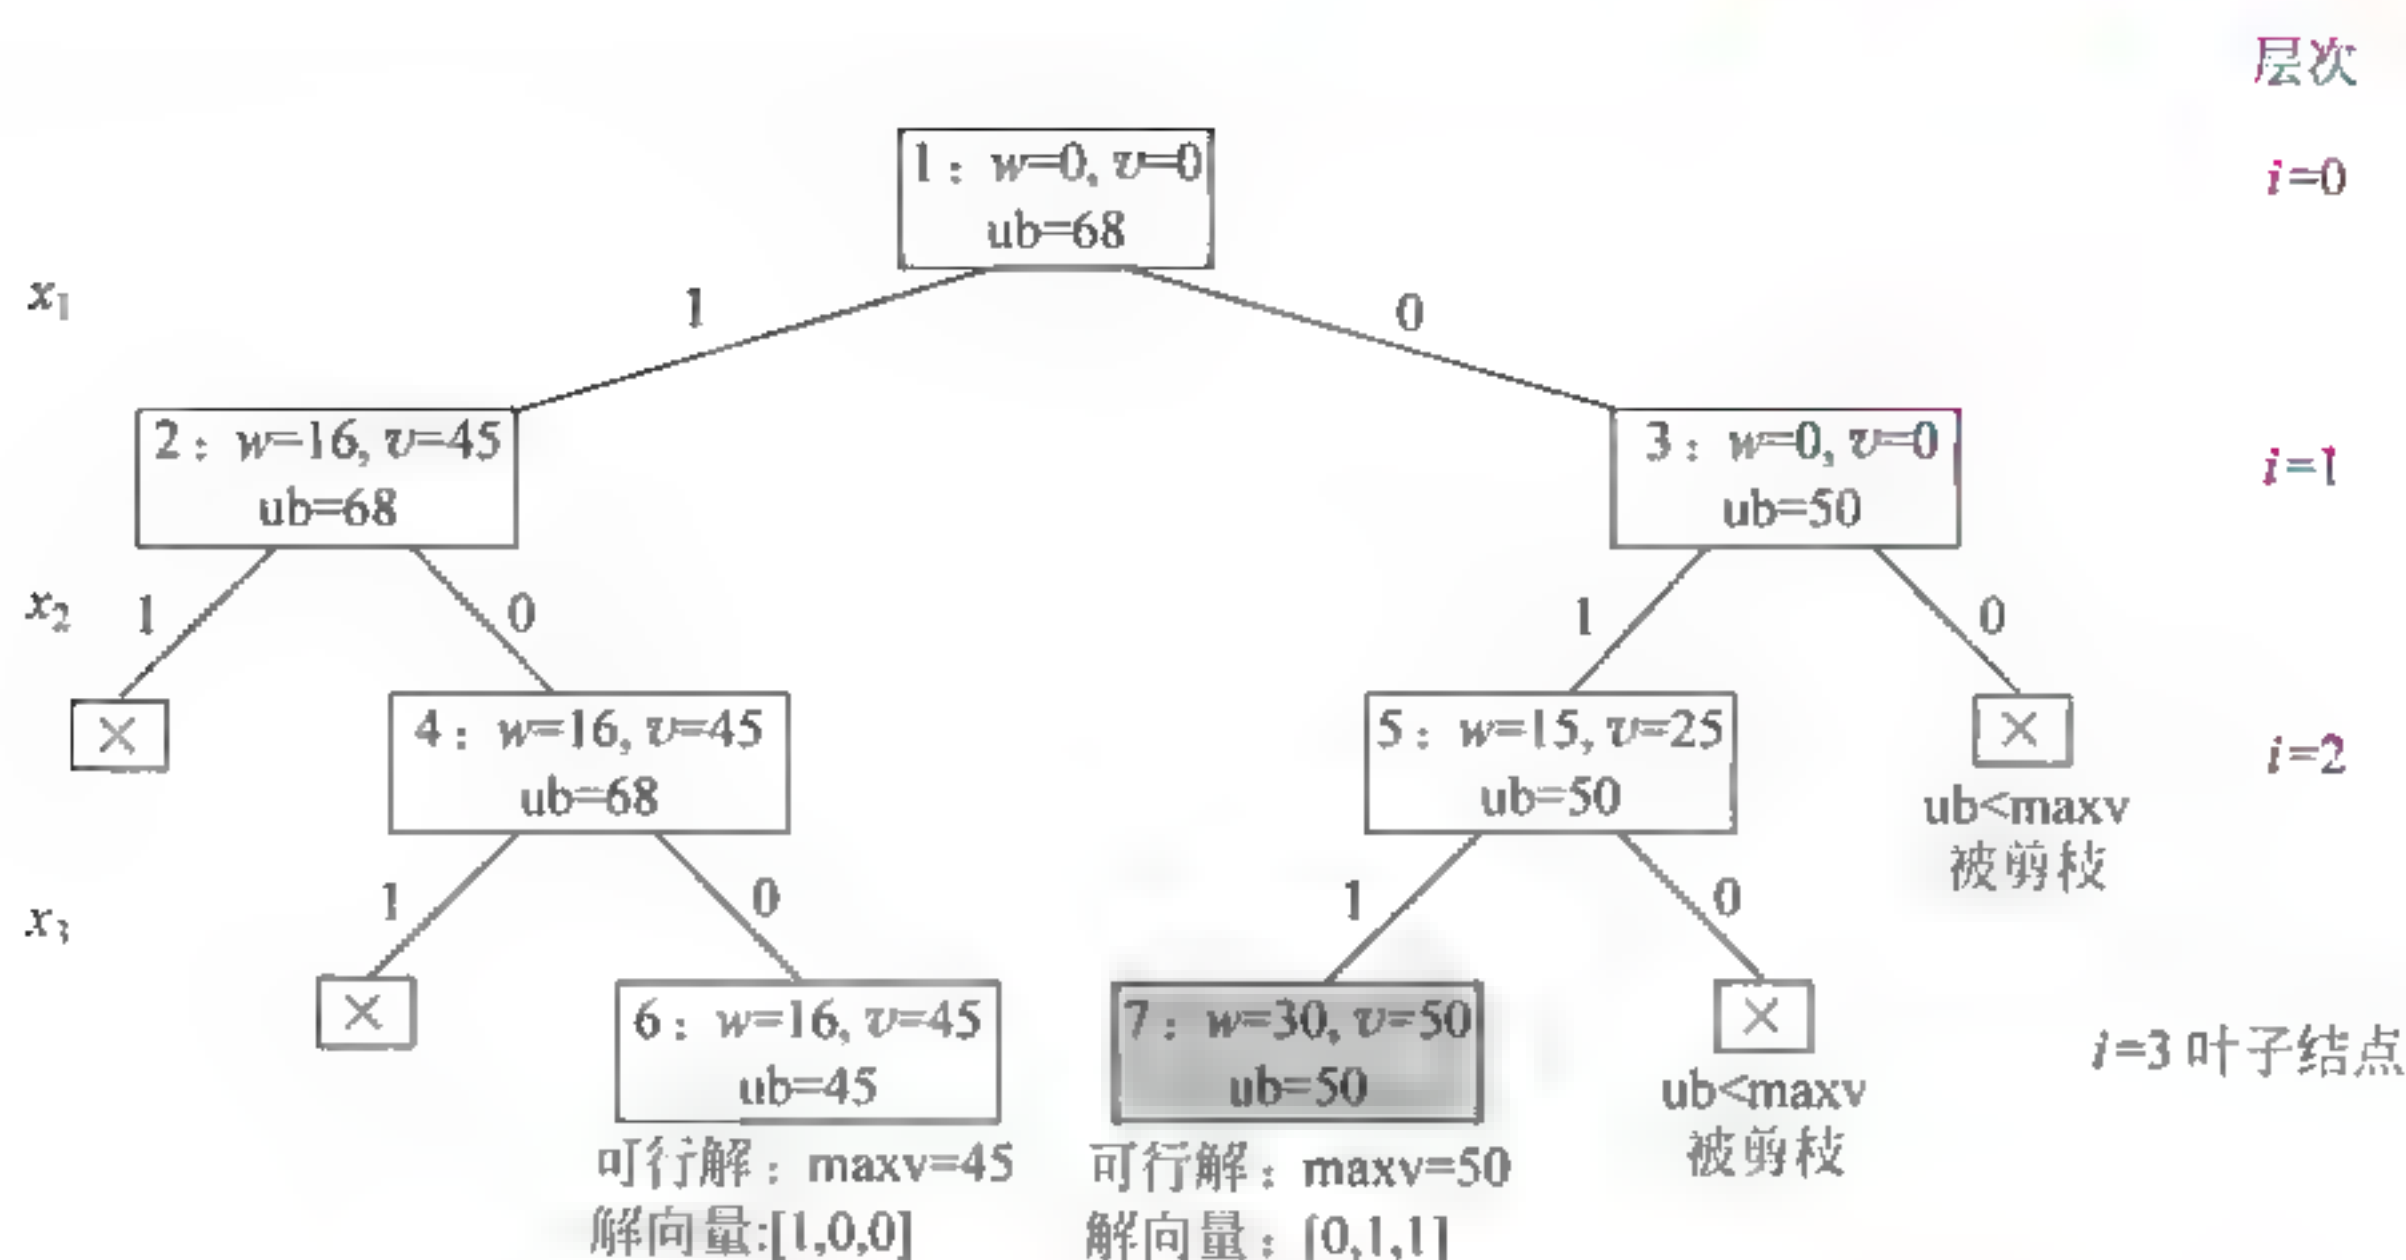 层次
1：w=0, v=0
ub=68
i=0
x₁
1
0
2：w=16, v=45
ub=68
3：w=0, v=0
ub=50
i=1
x₂
1
0
1
0
×
4：w=16, v=45
ub=68
5：w=15, v=25
ub=50
×
i=2
ub<maxv
被剪枝
x₃
1
0
1
0
×
6：w=16, v=45
ub=45
7：w=30, v=50
ub=50
×
i=3 叶子结点
ub<maxv
被剪枝
可行解：maxv=45
解向量:[1,0,0]
可行解：maxv=50
解向量：[0,1,1]